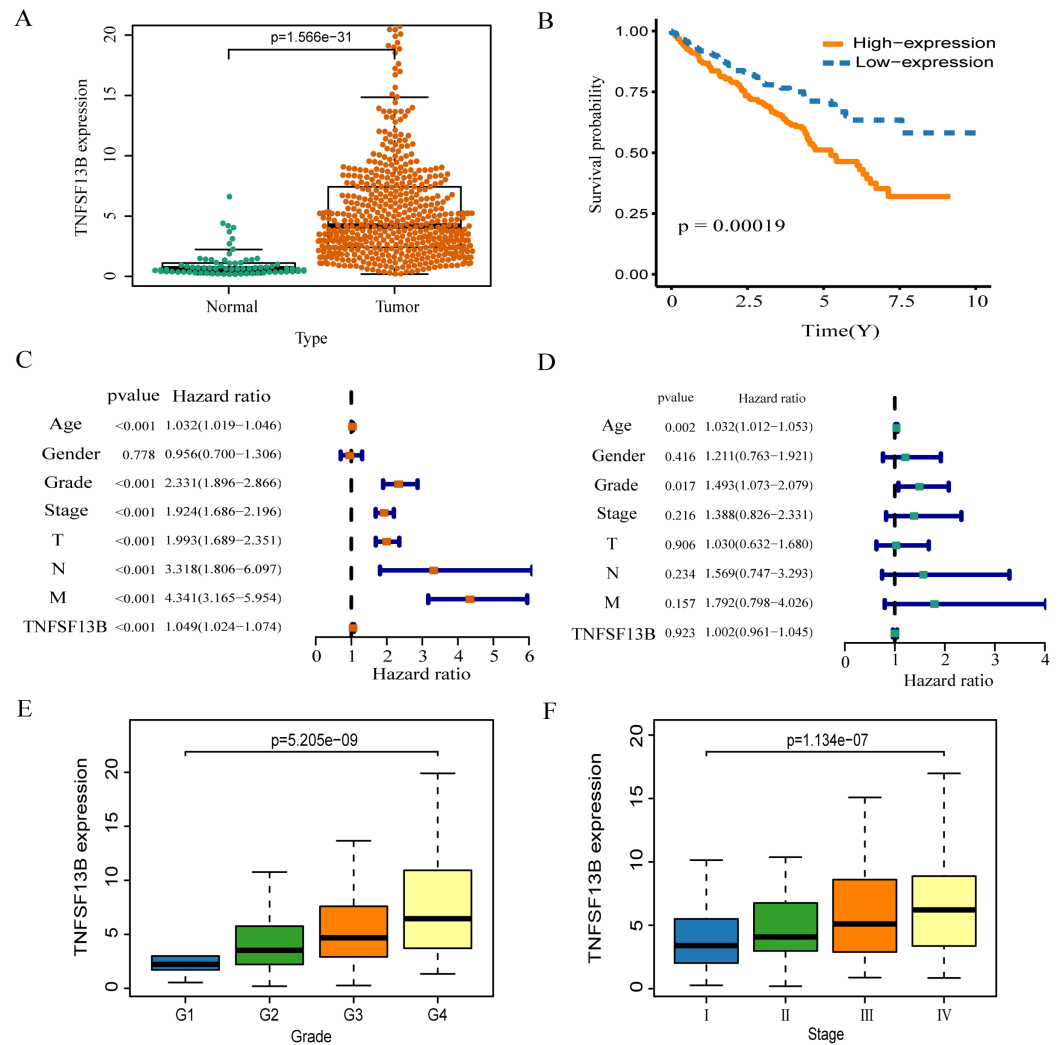 A
p=1.566e−31
TNFSF13B expression
20
15
10
5
0
Normal
Tumor
Type
B
High−expression
Low−expression
Survival probability
1.00
0.75
0.50
0.25
0.00
p = 0.00019
0
2.5
5
7.5
10
Time(Y)
C
pvalue Hazard ratio
Age <0.001 1.032(1.019−1.046)
Gender 0.778 0.956(0.700−1.306)
Grade <0.001 2.331(1.896−2.866)
Stage <0.001 1.924(1.686−2.196)
T <0.001 1.993(1.689−2.351)
N <0.001 3.318(1.806−6.097)
M <0.001 4.341(3.165−5.954)
TNFSF13B <0.001 1.049(1.024−1.074)
0 1 2 3 4 5 6
Hazard ratio
D
pvalue Hazard ratio
Age 0.002 1.032(1.012−1.053)
Gender 0.416 1.211(0.763−1.921)
Grade 0.017 1.493(1.073−2.079)
Stage 0.216 1.388(0.826−2.331)
T 0.906 1.030(0.632−1.680)
N 0.234 1.569(0.747−3.293)
M 0.157 1.792(0.798−4.026)
TNFSF13B 0.923 1.002(0.961−1.045)
0 1 2 3 4
Hazard ratio
E
p=5.205e−09
TNFSF13B expression
20
15
10
5
0
G1
G2
G3
G4
Grade
F
p=1.134e−07
TNFSF13B expression
20
15
10
5
0
I
II
III
IV
Stage